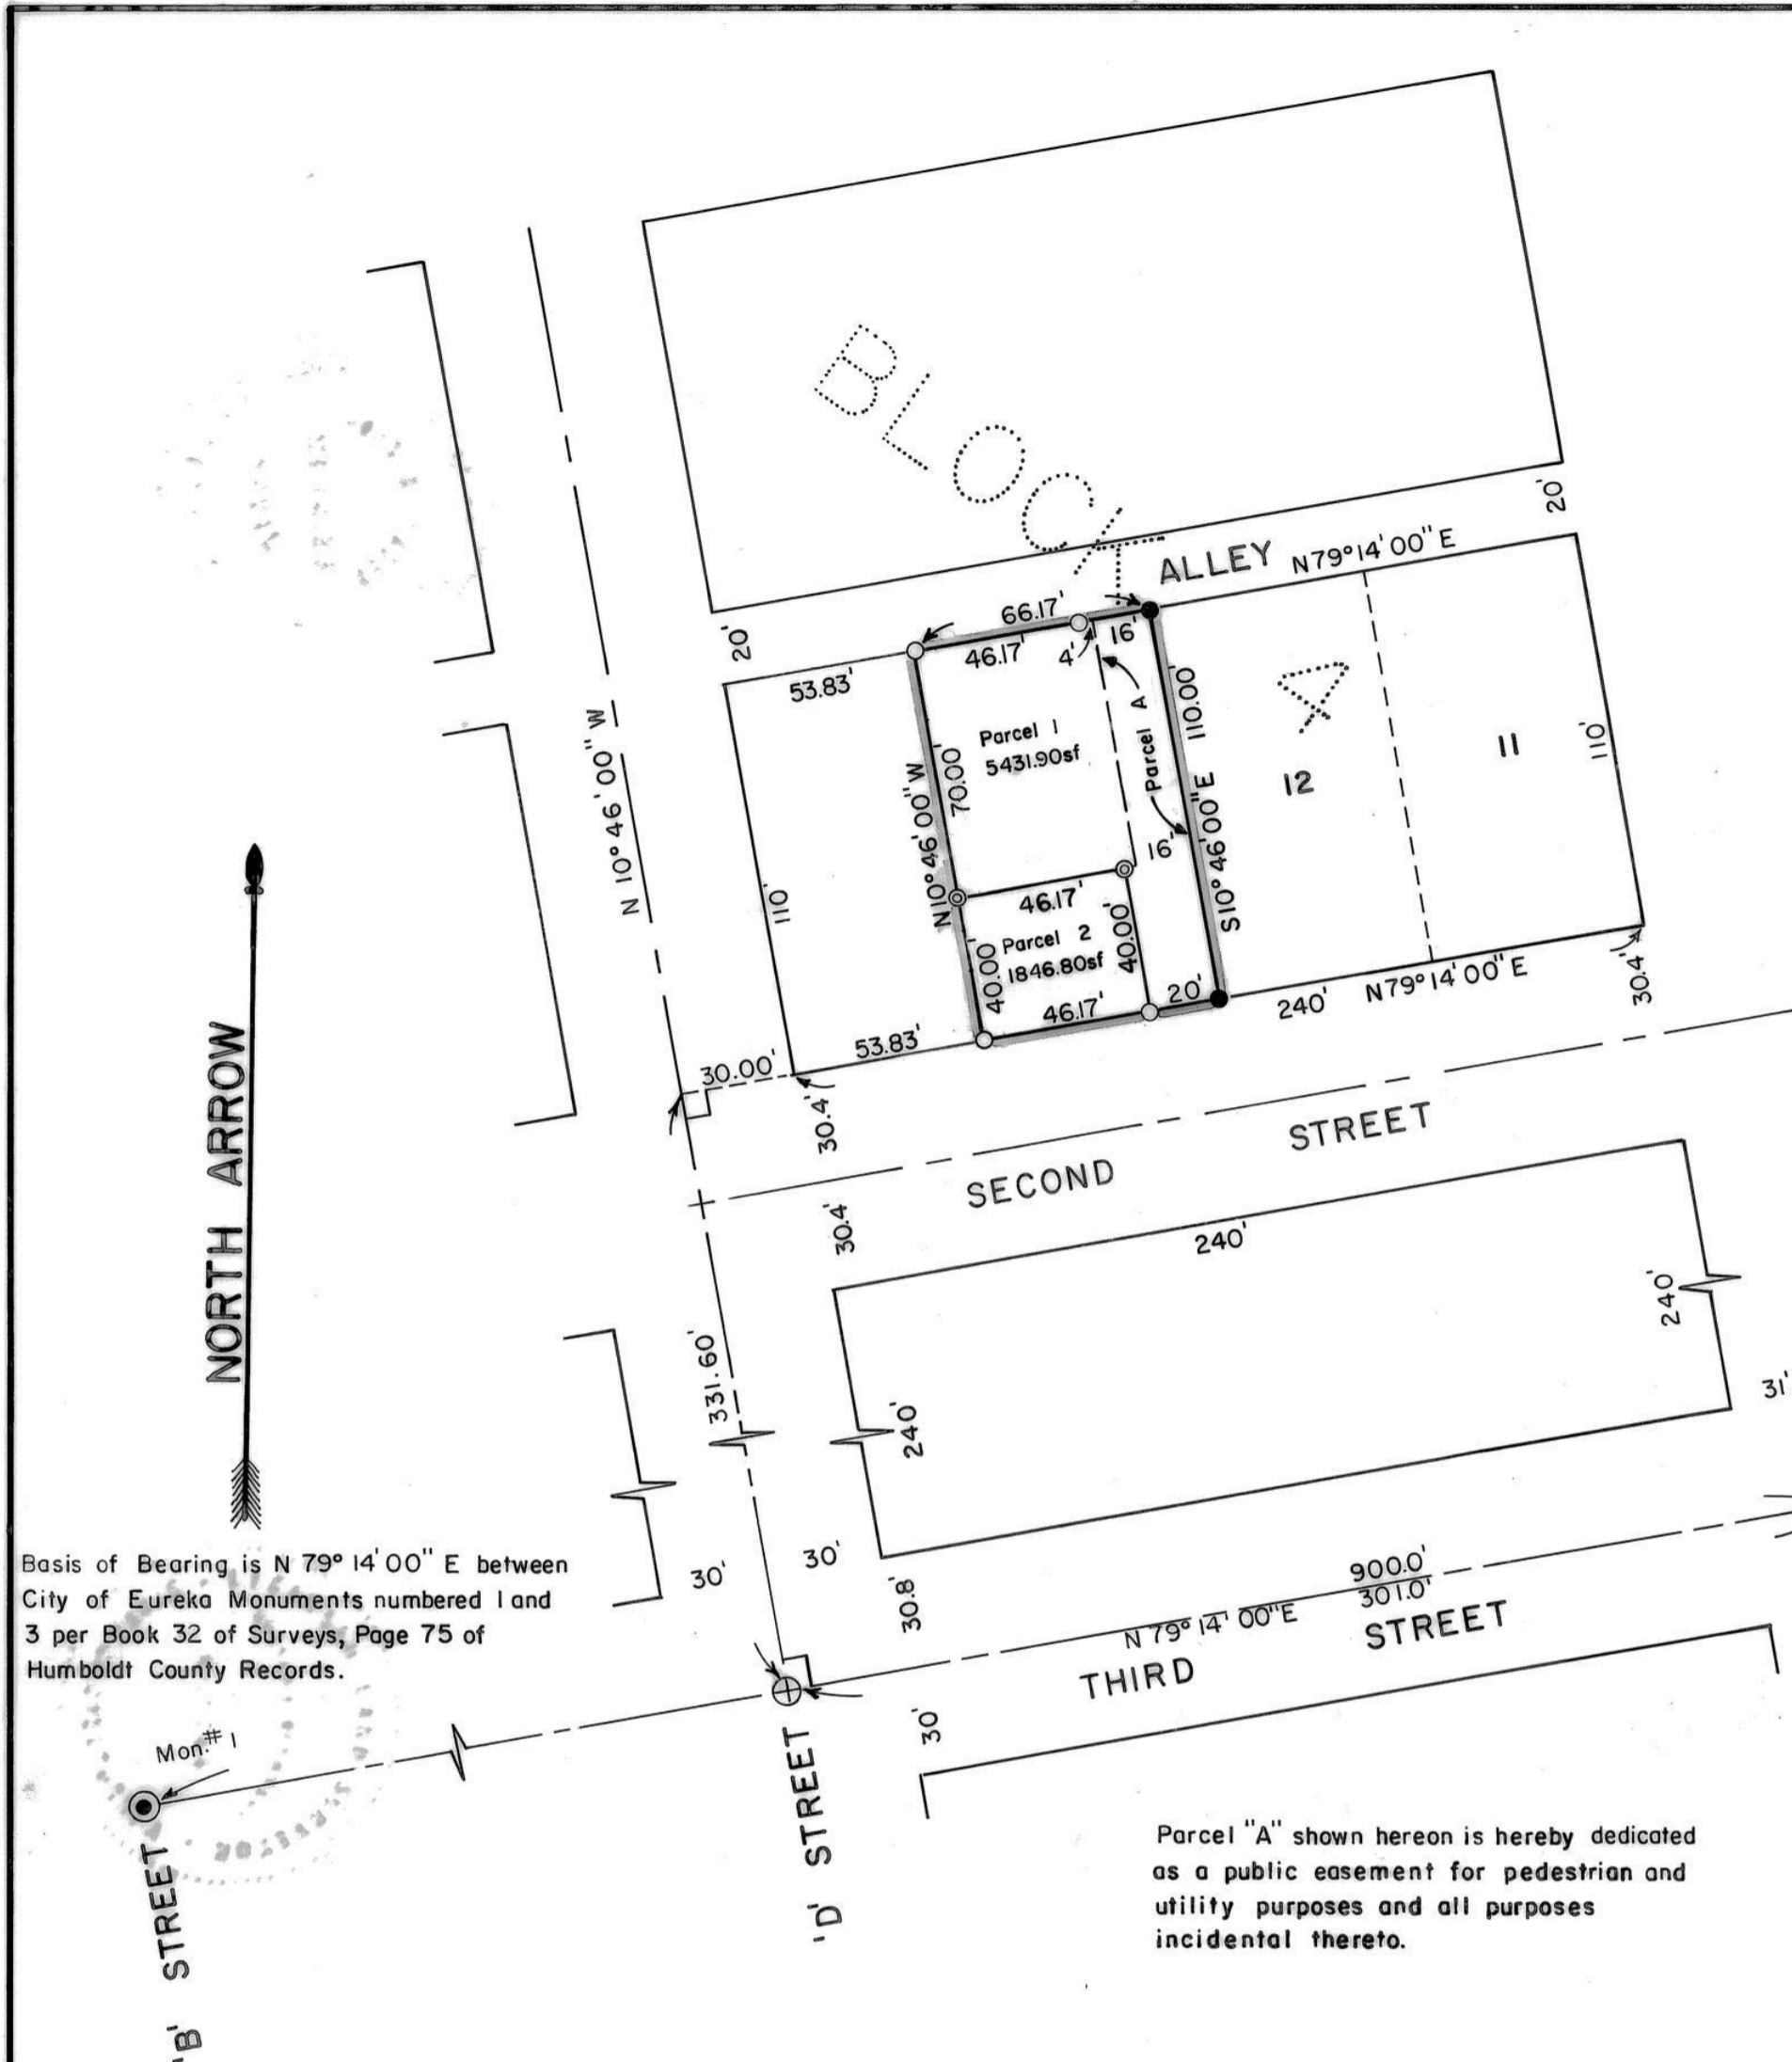 BLOCK
ALLEY N79°14'00"E
20'
20'
66.17'
16'
46.17'
4'
53.83'
4
Parcel 1
5431.90sf
Parcel A
110.00'
12
11
110'
N 10°46'00"W
N10°46'00"W
70.00'
16'
S10°46'00"E
110'
46.17'
40.00'
Parcel 2
1846.80sf
40.00'
46.17'
20'
240'
N79°14'00"E
30.4'
53.83'
30.00'
30.4'
SECOND STREET
30.4'
240'
240'
NORTH ARROW
331.60'
240'
31'
Basis of Bearing is N 79° 14'00" E between
City of Eureka Monuments numbered 1 and
3 per Book 32 of Surveys, Page 75 of
Humboldt County Records.
30'
30'
30.8'
900.0'
301.0'
N 79°14'00"E
THIRD STREET
30'
Mon.# 1
'B' STREET
'D' STREET
Parcel "A" shown hereon is hereby dedicated
as a public easement for pedestrian and
utility purposes and all purposes
incidental thereto.